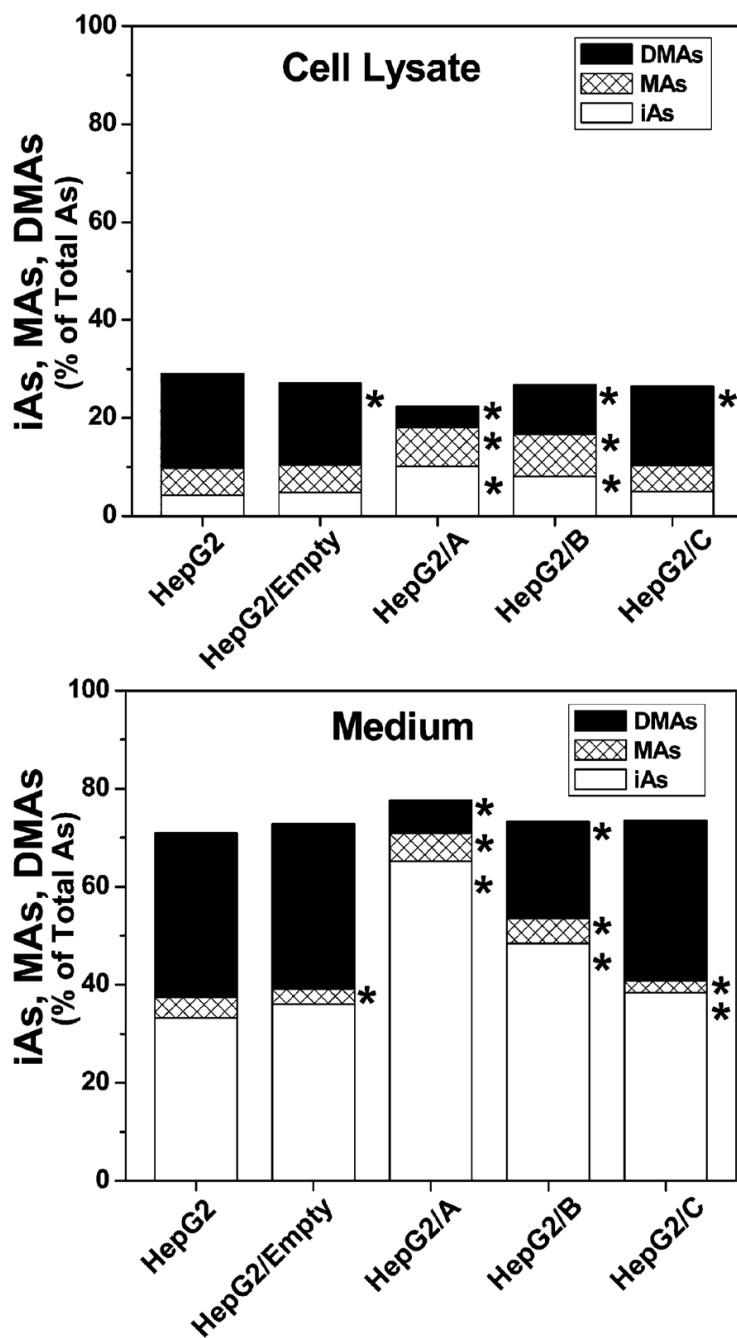 Cell Lysate
DMAs
MAs
iAs
iAs, MAs, DMAs
(% of Total As)
100
80
60
40
20
0
*
*
*
*
*
*
*
*
HepG2
HepG2/Empty
HepG2/A
HepG2/B
HepG2/C
Medium
DMAs
MAs
iAs
iAs, MAs, DMAs
(% of Total As)
100
80
60
40
20
0
*
*
*
*
*
*
*
*
*
HepG2
HepG2/Empty
HepG2/A
HepG2/B
HepG2/C